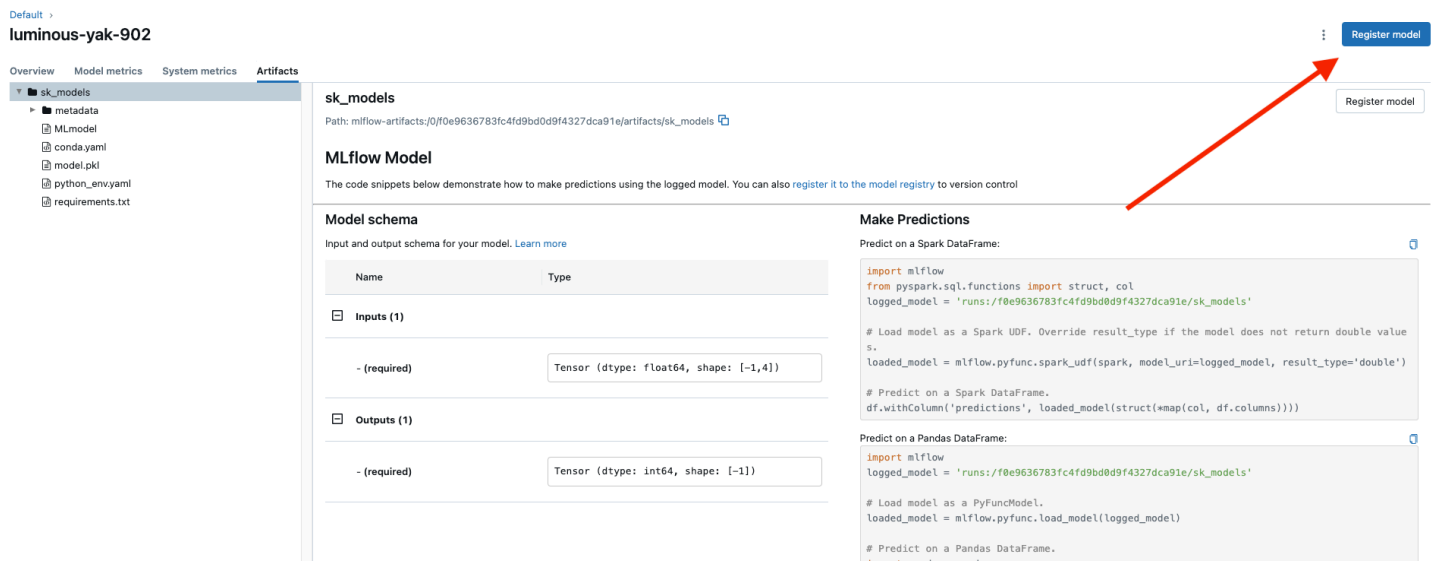 Default ›
luminous-yak-902
Register model
Overview Model metrics System metrics Artifacts
sk_models
metadata
MLmodel
conda.yaml
model.pkl
python_env.yaml
requirements.txt
sk_models
Register model
Path: mlflow-artifacts:/0/f0e9636783fc4fd9bd0d9f4327dca91e/artifacts/sk_models
MLflow Model
The code snippets below demonstrate how to make predictions using the logged model. You can also register it to the model registry to version control
Model schema
Input and output schema for your model. Learn more
Name Type
Inputs (1)
- (required) Tensor (dtype: float64, shape: [-1,4])
Outputs (1)
- (required) Tensor (dtype: int64, shape: [-1])
Make Predictions
Predict on a Spark DataFrame:
import mlflow
from pyspark.sql.functions import struct, col
logged_model = 'runs:/f0e9636783fc4fd9bd0d9f4327dca91e/sk_models'
# Load model as a Spark UDF. Override result_type if the model does not return double value
s.
loaded_model = mlflow.pyfunc.spark_udf(spark, model_uri=logged_model, result_type='double')
# Predict on a Spark DataFrame.
df.withColumn('predictions', loaded_model(struct(*map(col, df.columns))))
Predict on a Pandas DataFrame:
import mlflow
logged_model = 'runs:/f0e9636783fc4fd9bd0d9f4327dca91e/sk_models'
# Load model as a PyFuncModel.
loaded_model = mlflow.pyfunc.load_model(logged_model)
# Predict on a Pandas DataFrame.